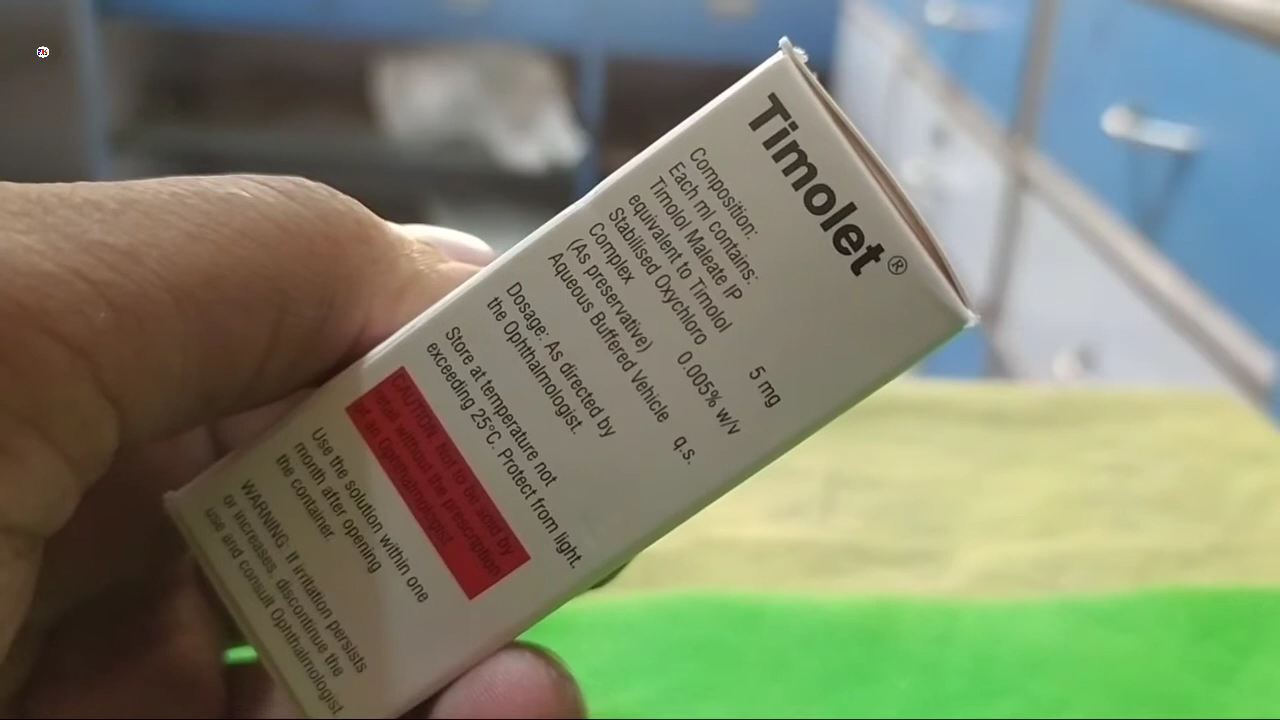 Timolet®
Composition:
Each ml contains:
Timolol Maleate IP
equivalent to Timolol 5 mg
Stabilised Oxychloro
Complex 0.005% w/v
(As preservative)
Aqueous Buffered Vehicle q.s.
Dosage: As directed by
the Ophthalmologist.
Store at temperature not
exceeding 25°C. Protect from light.
CAUTION: Not to be sold by
retail without the prescription
of an Ophthalmologist.
Use the solution within one
month after opening
the container.
WARNING: If irritation persists
or increases, discontinue the
use and consult Ophthalmologist.